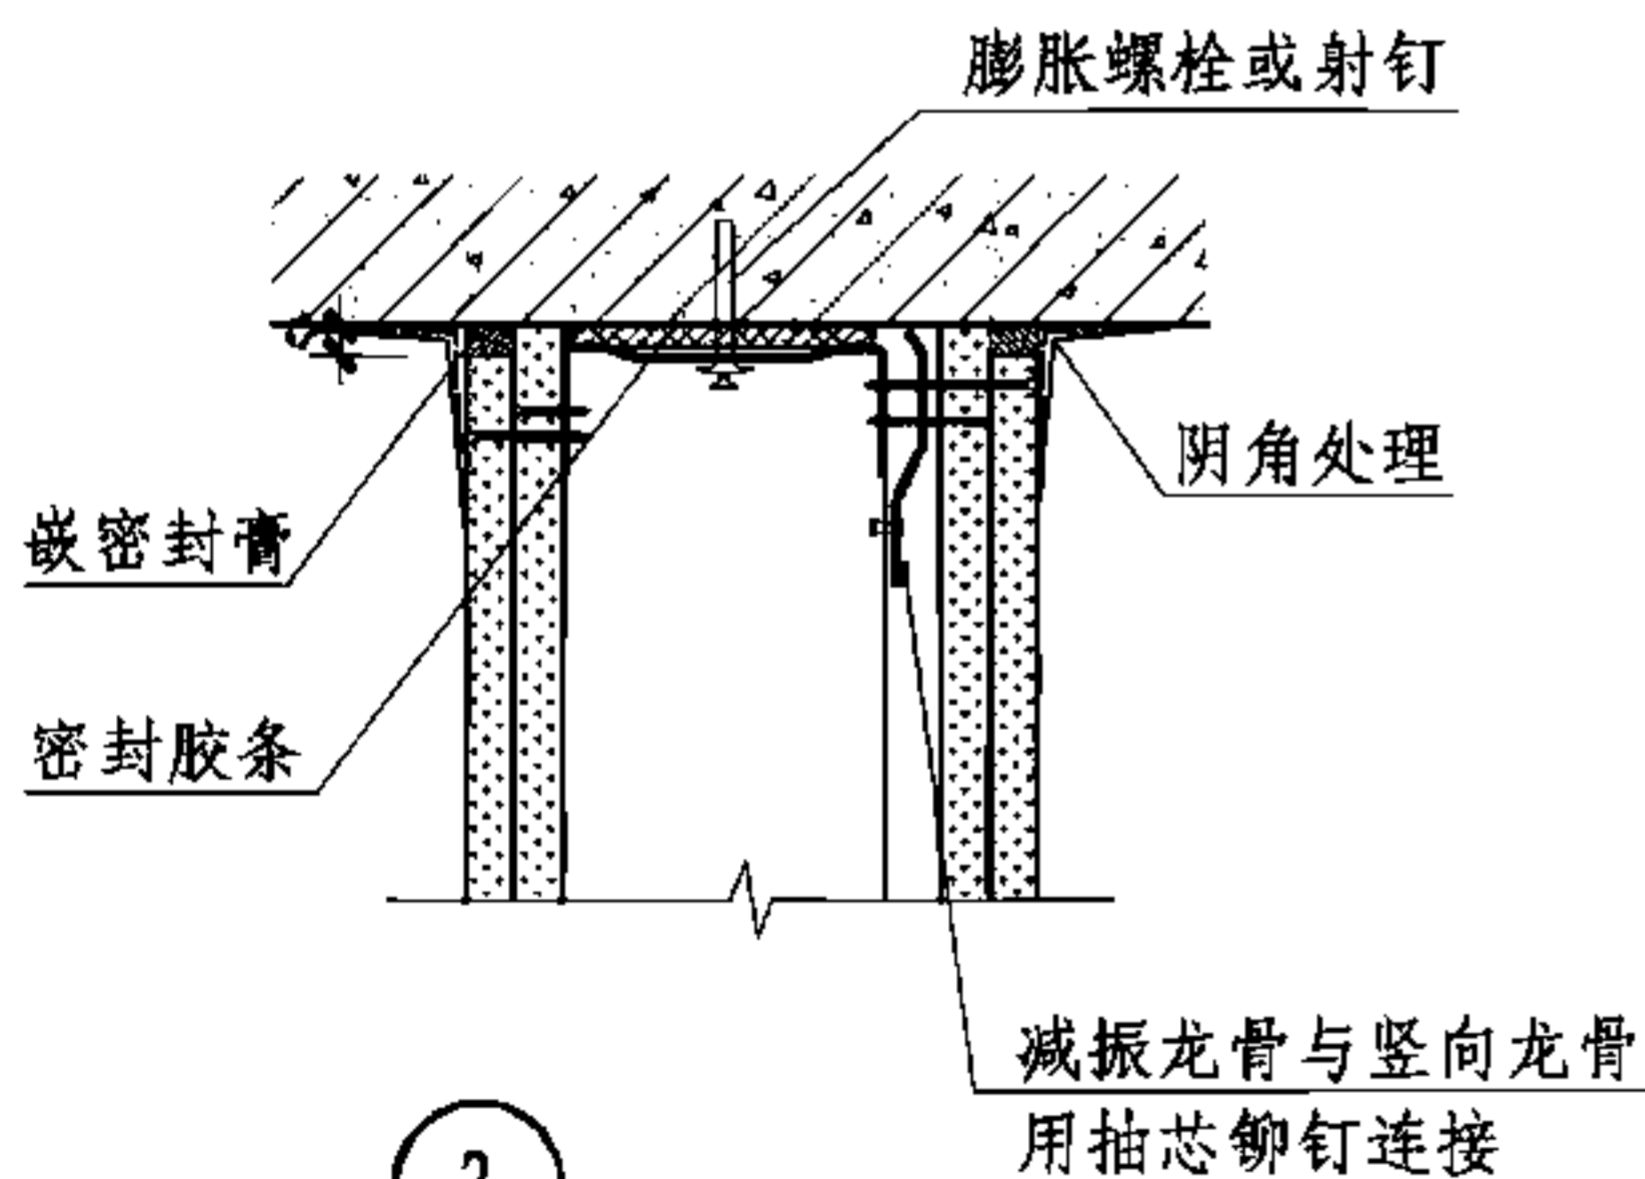 膨胀螺栓或射钉
阴角处理
嵌密封膏
密封胶条
减振龙骨与竖向龙骨
用抽芯铆钉连接